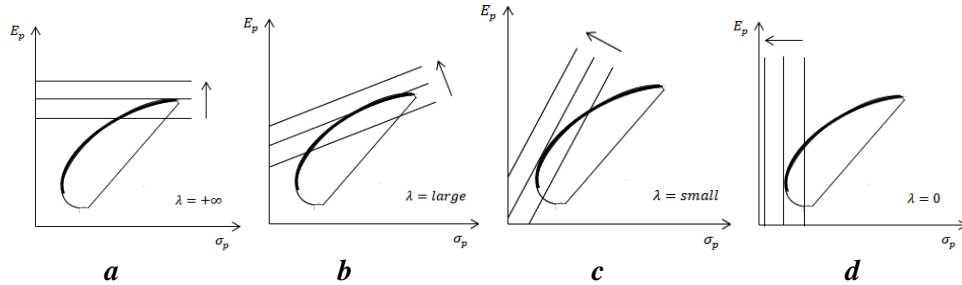 E_p
λ = +∞
σ_p
a
E_p
λ = large
σ_p
b
E_p
λ = small
σ_p
c
E_p
λ = 0
σ_p
d